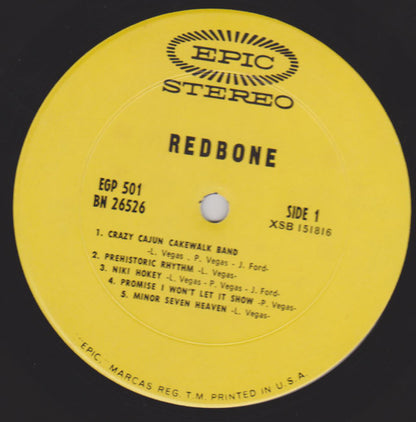 EPIC
STEREO
REDBONE
EGP 501
BN 26526
SIDE 1
XSB 151816
1. CRAZY CAJUN CAKEWALK BAND
-L. Vegas - P. Vegas - J. Ford-
2. PREHISTORIC RHYTHM -L. Vegas-
3. NIKI HOKEY -L. Vegas - P. Vegas - J. Ford-
4. PROMISE I WON'T LET IT SHOW -P. Vegas-
5. MINOR SEVEN HEAVEN -L. Vegas-
"EPIC," MARCAS REG. T.M. PRINTED IN U.S.A.